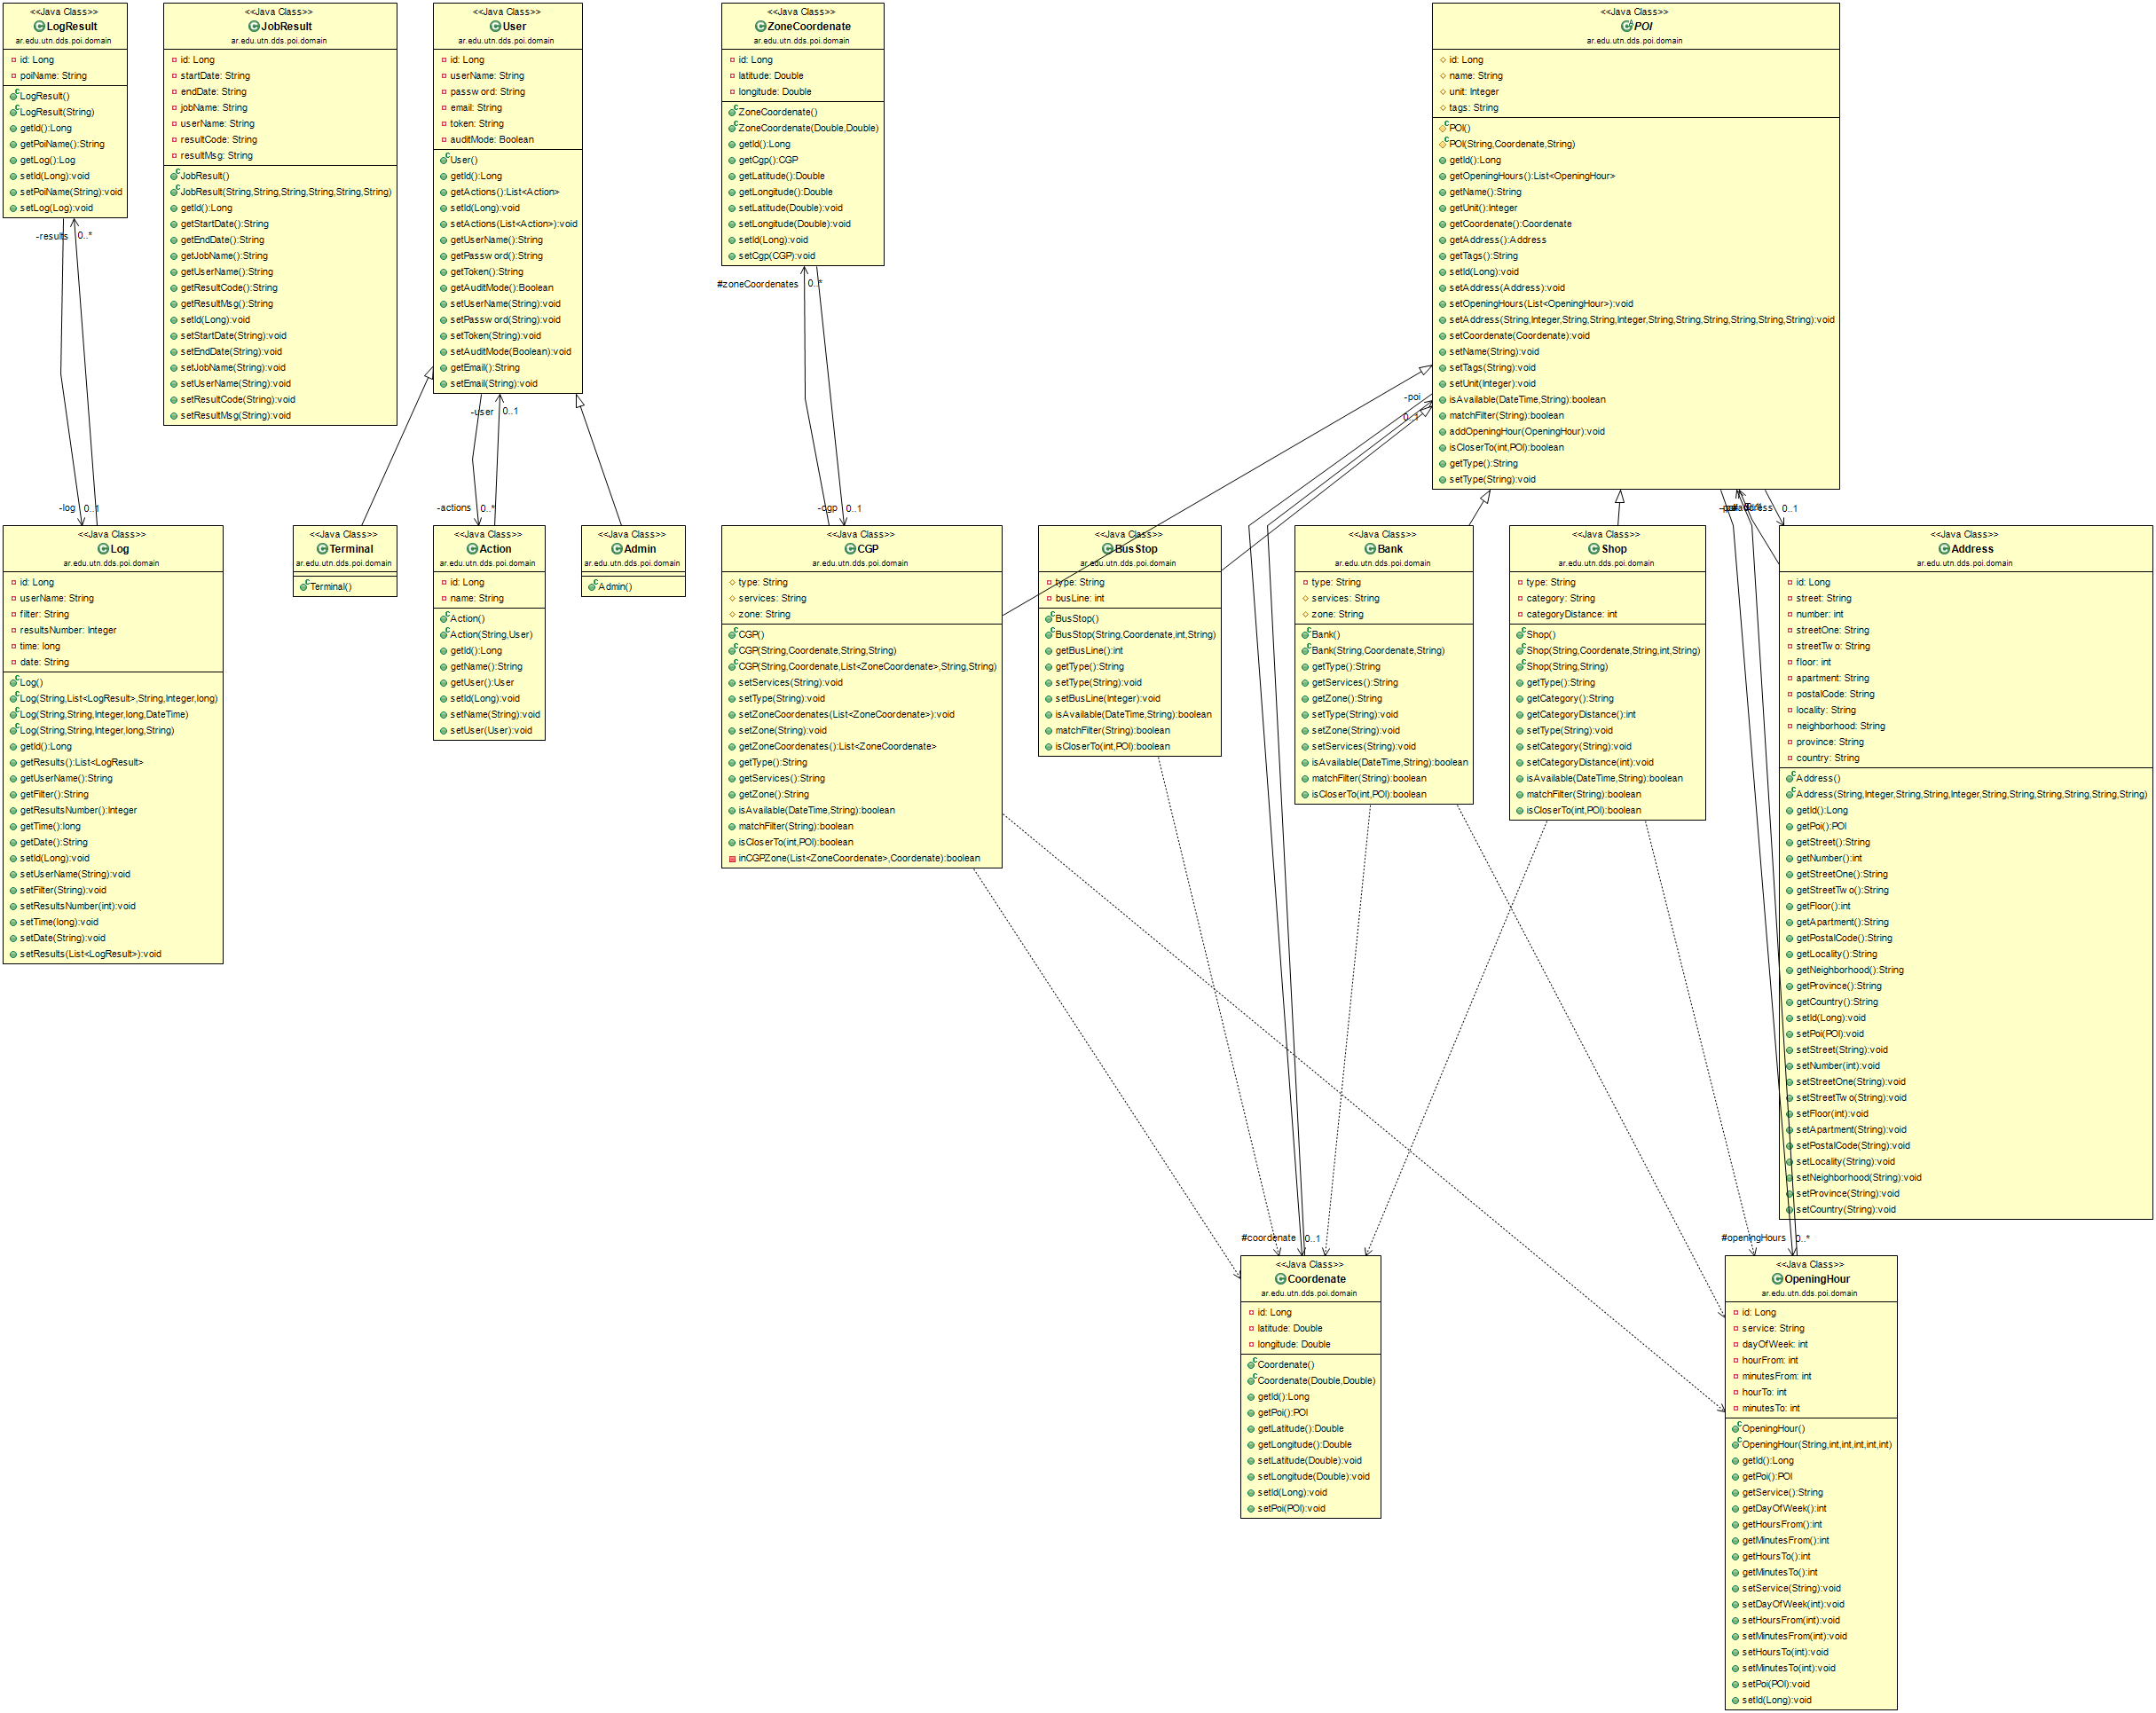 <<Java Class>>
LogResult
ar.edu.utn.dds.poi.domain
id: Long
poiName: String
LogResult()
LogResult(String)
getId():Long
getPoiName():String
getLog():Log
setId(Long):void
setPoiName(String):void
setLog(Log):void
<<Java Class>>
JobResult
ar.edu.utn.dds.poi.domain
id: Long
startDate: String
endDate: String
jobName: String
userName: String
resultCode: String
resultMsg: String
JobResult()
JobResult(String,String,String,String,String,String)
getId():Long
getStartDate():String
getEndDate():String
getJobName():String
getUserName():String
getResultCode():String
getResultMsg():String
setId(Long):void
setStartDate(String):void
setEndDate(String):void
setJobName(String):void
setUserName(String):void
setResultCode(String):void
setResultMsg(String):void
<<Java Class>>
User
ar.edu.utn.dds.poi.domain
id: Long
userName: String
password: String
email: String
token: String
auditMode: Boolean
User()
getId():Long
getActions():List<Action>
setId(Long):void
setActions(List<Action>):void
getUserName():String
getPassword():String
getToken():String
getAuditMode():Boolean
setUserName(String):void
setPassword(String):void
setToken(String):void
setAuditMode(Boolean):void
getEmail():String
setEmail(String):void
<<Java Class>>
ZoneCoordenate
ar.edu.utn.dds.poi.domain
id: Long
latitude: Double
longitude: Double
ZoneCoordenate()
ZoneCoordenate(Double,Double)
getId():Long
getCgp():CGP
getLatitude():Double
getLongitude():Double
setLatitude(Double):void
setLongitude(Double):void
setId(Long):void
setCgp(CGP):void
<<Java Class>>
POI
ar.edu.utn.dds.poi.domain
id: Long
name: String
unit: Integer
tags: String
POI()
POI(String,Coordenate,String)
getId():Long
getOpeningHours():List<OpeningHour>
getName():String
getUnit():Integer
getCoordenate():Coordenate
getAddress():Address
getTags():String
setId(Long):void
setAddress(Address):void
setOpeningHours(List<OpeningHour>):void
setAddress(String,Integer,String,String,Integer,String,String,String,String,String,String):void
setCoordenate(Coordenate):void
setName(String):void
setTags(String):void
setUnit(Integer):void
isAvailable(DateTime,String):boolean
matchFilter(String):boolean
addOpeningHour(OpeningHour):void
isCloserTo(int,POI):boolean
getType():String
setType(String):void
-results 0..*
-log 0..1
-user 0..1
-actions 0..*
#zoneCoordenates 0..*
-cgp 0..1
-poi
0..1
0..1
<<Java Class>>
Log
ar.edu.utn.dds.poi.domain
id: Long
userName: String
filter: String
resultsNumber: Integer
time: long
date: String
Log()
Log(String,List<LogResult>,String,Integer,long)
Log(String,String,Integer,long,DateTime)
Log(String,String,Integer,long,String)
getId():Long
getResults():List<LogResult>
getUserName():String
getFilter():String
getResultsNumber():Integer
getTime():long
getDate():String
setId(Long):void
setUserName(String):void
setFilter(String):void
setResultsNumber(int):void
setTime(long):void
setDate(String):void
setResults(List<LogResult>):void
<<Java Class>>
Terminal
ar.edu.utn.dds.poi.domain
Terminal()
<<Java Class>>
Action
ar.edu.utn.dds.poi.domain
id: Long
name: String
Action()
Action(String,User)
getId():Long
getName():String
getUser():User
setId(Long):void
setName(String):void
setUser(User):void
<<Java Class>>
Admin
ar.edu.utn.dds.poi.domain
Admin()
<<Java Class>>
CGP
ar.edu.utn.dds.poi.domain
type: String
services: String
zone: String
CGP()
CGP(String,Coordenate,String,String)
CGP(String,Coordenate,List<ZoneCoordenate>,String,String)
setServices(String):void
setType(String):void
setZoneCoordenates(List<ZoneCoordenate>):void
setZone(String):void
getZoneCoordenates():List<ZoneCoordenate>
getType():String
getServices():String
getZone():String
isAvailable(DateTime,String):boolean
matchFilter(String):boolean
isCloserTo(int,POI):boolean
inCGPZone(List<ZoneCoordenate>,Coordenate):boolean
<<Java Class>>
BusStop
ar.edu.utn.dds.poi.domain
type: String
busLine: int
BusStop()
BusStop(String,Coordenate,int,String)
getBusLine():int
getType():String
setType(String):void
setBusLine(Integer):void
isAvailable(DateTime,String):boolean
matchFilter(String):boolean
isCloserTo(int,POI):boolean
<<Java Class>>
Bank
ar.edu.utn.dds.poi.domain
type: String
services: String
zone: String
Bank()
Bank(String,Coordenate,String)
getType():String
getServices():String
getZone():String
setType(String):void
setZone(String):void
setServices(String):void
isAvailable(DateTime,String):boolean
matchFilter(String):boolean
isCloserTo(int,POI):boolean
<<Java Class>>
Shop
ar.edu.utn.dds.poi.domain
type: String
category: String
categoryDistance: int
Shop()
Shop(String,Coordenate,String,int,String)
Shop(String,String)
getType():String
getCategory():String
getCategoryDistance():int
setType(String):void
setCategory(String):void
setCategoryDistance(int):void
isAvailable(DateTime,String):boolean
matchFilter(String):boolean
isCloserTo(int,POI):boolean
<<Java Class>>
Address
ar.edu.utn.dds.poi.domain
id: Long
street: String
number: int
streetOne: String
streetTwo: String
floor: int
apartment: String
postalCode: String
locality: String
neighborhood: String
province: String
country: String
Address()
Address(String,Integer,String,String,Integer,String,String,String,String,String,String)
getId():Long
getPoi():POI
getStreet():String
getNumber():int
getStreetOne():String
getStreetTwo():String
getFloor():int
getApartment():String
getPostalCode():String
getLocality():String
getNeighborhood():String
getProvince():String
getCountry():String
setId(Long):void
setPoi(POI):void
setStreet(String):void
setNumber(int):void
setStreetOne(String):void
setStreetTwo(String):void
setFloor(int):void
setApartment(String):void
setPostalCode(String):void
setLocality(String):void
setNeighborhood(String):void
setProvince(String):void
setCountry(String):void
#coordenate 0..1
#openingHours 0..*
<<Java Class>>
Coordenate
ar.edu.utn.dds.poi.domain
id: Long
latitude: Double
longitude: Double
Coordenate()
Coordenate(Double,Double)
getId():Long
getPoi():POI
getLatitude():Double
getLongitude():Double
setLatitude(Double):void
setLongitude(Double):void
setId(Long):void
setPoi(POI):void
<<Java Class>>
OpeningHour
ar.edu.utn.dds.poi.domain
id: Long
service: String
dayOfWeek: int
hourFrom: int
minutesFrom: int
hourTo: int
minutesTo: int
OpeningHour()
OpeningHour(String,int,int,int,int,int)
getId():Long
getPoi():POI
getService():String
getDayOfWeek():int
getHoursFrom():int
getMinutesFrom():int
getHoursTo():int
getMinutesTo():int
setService(String):void
setDayOfWeek(int):void
setHoursFrom(int):void
setMinutesFrom(int):void
setHoursTo(int):void
setMinutesTo(int):void
setPoi(POI):void
setId(Long):void